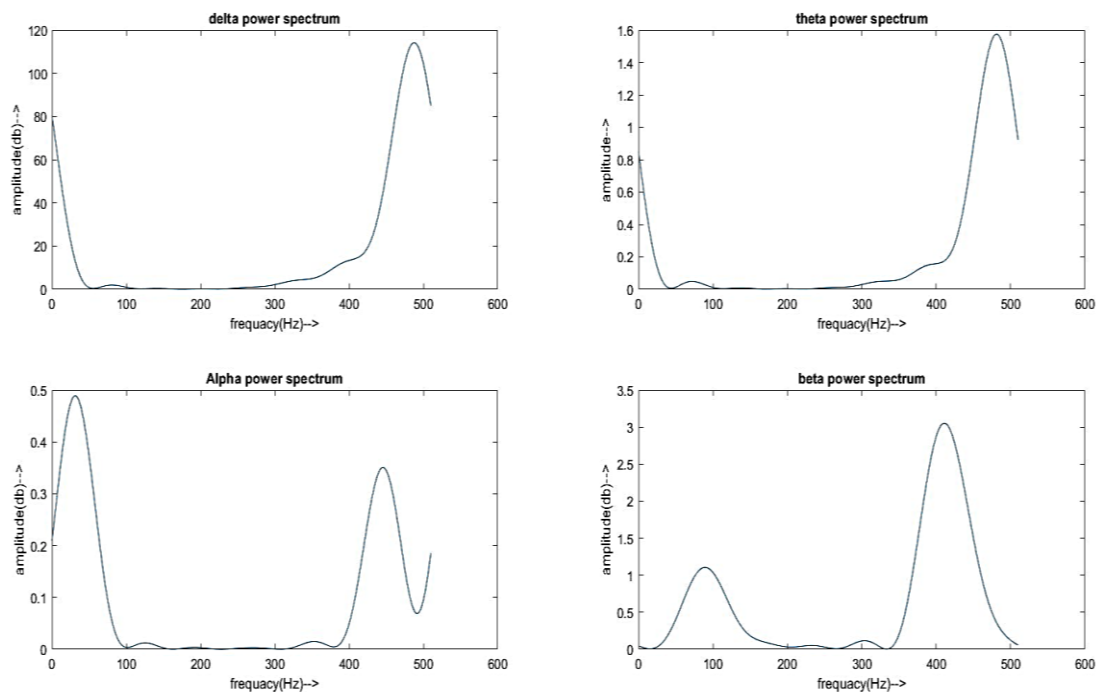 delta power spectrum
120
100
80
60
40
20
0
amplitude(db)-->
0 100 200 300 400 500 600
frequacy(Hz)-->
theta power spectrum
1.6
1.4
1.2
1
0.8
0.6
0.4
0.2
0
amplitude-->
0 100 200 300 400 500 600
frequacy(Hz)-->
Alpha power spectrum
0.5
0.4
0.3
0.2
0.1
0
amplitude(db)-->
0 100 200 300 400 500 600
frequacy(Hz)-->
beta power spectrum
3.5
3
2.5
2
1.5
1
0.5
0
amplitude(db)-->
0 100 200 300 400 500 600
frequacy(Hz)-->